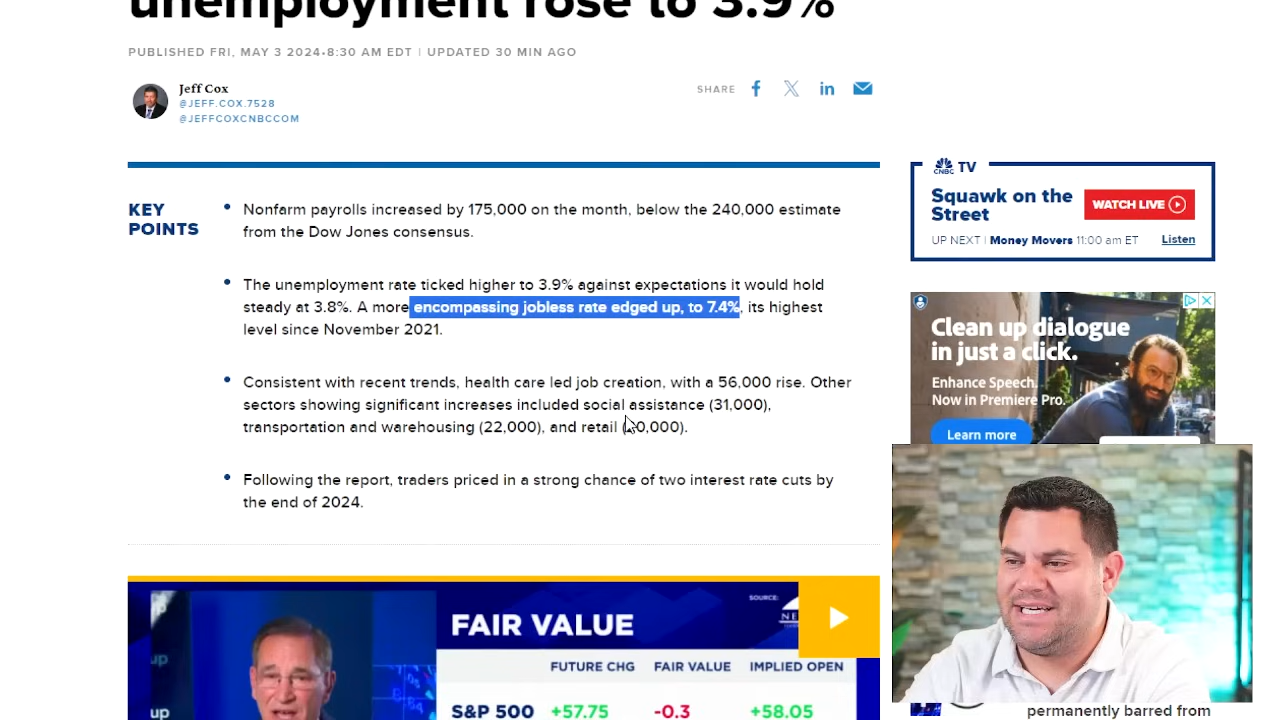 unemployment rose to 3.9%
PUBLISHED FRI, MAY 3 2024•8:30 AM EDT | UPDATED 30 MIN AGO
Jeff Cox
@JEFF.COX.7528
@JEFFCOXCNBCCOM
SHARE
KEY
POINTS
Nonfarm payrolls increased by 175,000 on the month, below the 240,000 estimate
from the Dow Jones consensus.
The unemployment rate ticked higher to 3.9% against expectations it would hold
steady at 3.8%. A more encompassing jobless rate edged up, to 7.4%, its highest
level since November 2021.
Consistent with recent trends, health care led job creation, with a 56,000 rise. Other
sectors showing significant increases included social assistance (31,000),
transportation and warehousing (22,000), and retail
Following the report, traders priced in a strong chance of two interest rate cuts by
the end of 2024.
CNBC TV
Squawk on the
Street
WATCH LIVE
UP NEXT | Money Movers 11:00 am ET
Listen
Clean up dialogue
in just a click.
Enhance Speech.
Now in Premiere Pro.
Learn more
up
up
SOURCE:
FAIR VALUE
FUTURE CHG FAIR VALUE IMPLIED OPEN
S&P 500 +57.75 -0.3 +58.05
permanently barred from